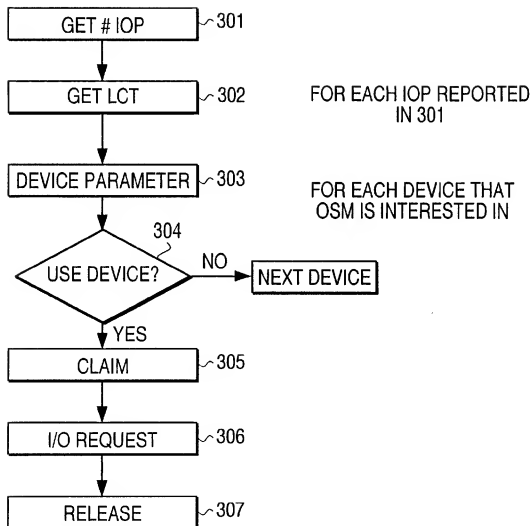 GET # IOP
301
GET LCT
302
FOR EACH IOP REPORTED
IN 301
DEVICE PARAMETER
303
FOR EACH DEVICE THAT
OSM IS INTERESTED IN
304
USE DEVICE?
NO
NEXT DEVICE
YES
CLAIM
305
I/O REQUEST
306
RELEASE
307